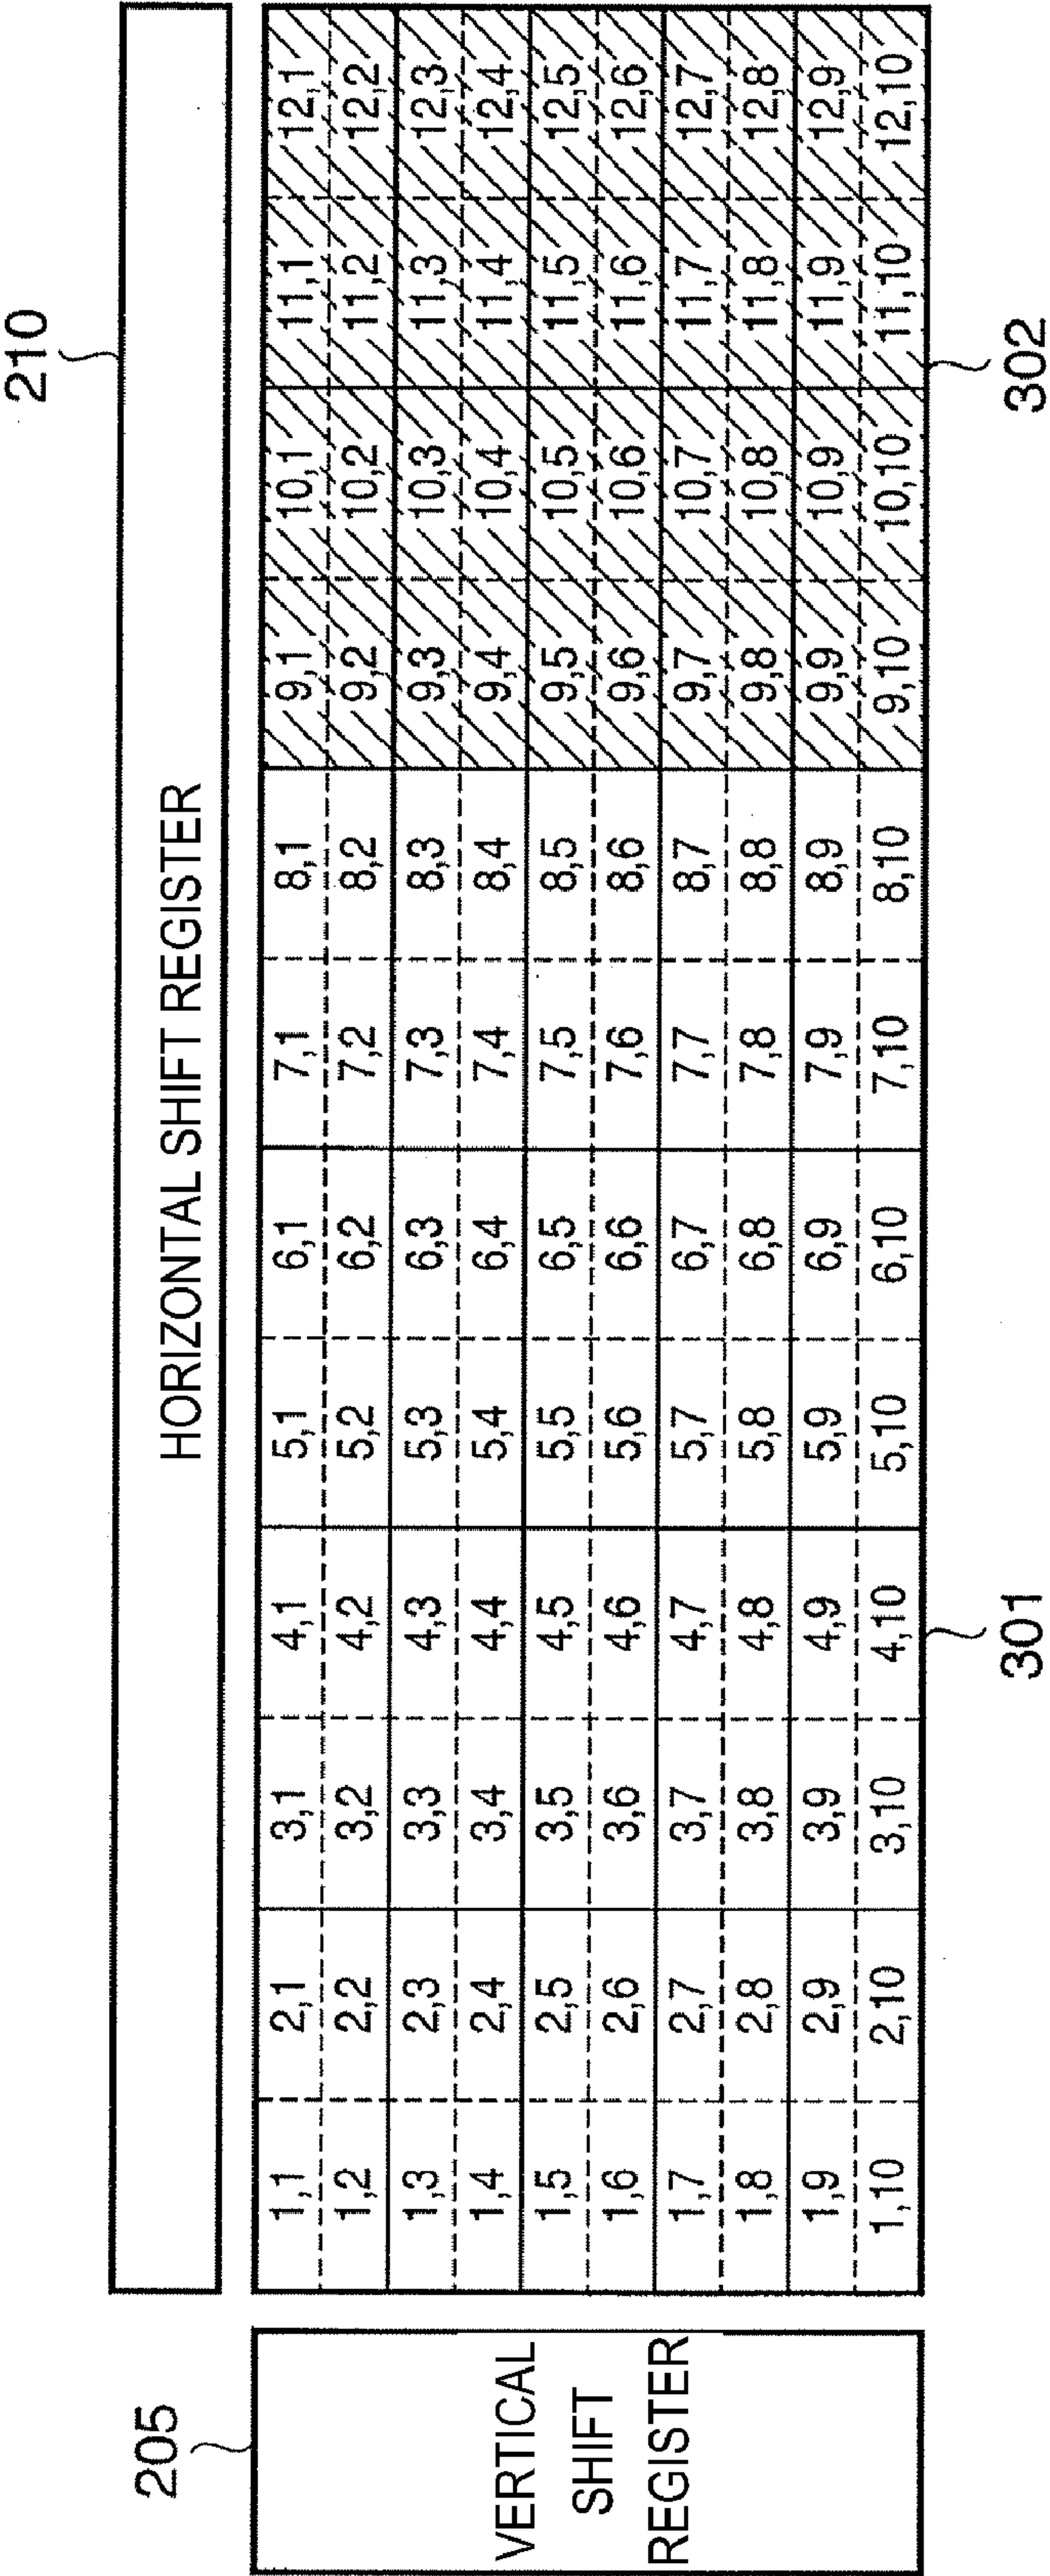 210
HORIZONTAL SHIFT REGISTER
205
VERTICAL
SHIFT
REGISTER
1,1 2,1 3,1 4,1 5,1 6,1 7,1 8,1 9,1 10,1 11,1 12,1
1,2 2,2 3,2 4,2 5,2 6,2 7,2 8,2 9,2 10,2 11,2 12,2
1,3 2,3 3,3 4,3 5,3 6,3 7,3 8,3 9,3 10,3 11,3 12,3
1,4 2,4 3,4 4,4 5,4 6,4 7,4 8,4 9,4 10,4 11,4 12,4
1,5 2,5 3,5 4,5 5,5 6,5 7,5 8,5 9,5 10,5 11,5 12,5
1,6 2,6 3,6 4,6 5,6 6,6 7,6 8,6 9,6 10,6 11,6 12,6
1,7 2,7 3,7 4,7 5,7 6,7 7,7 8,7 9,7 10,7 11,7 12,7
1,8 2,8 3,8 4,8 5,8 6,8 7,8 8,8 9,8 10,8 11,8 12,8
1,9 2,9 3,9 4,9 5,9 6,9 7,9 8,9 9,9 10,9 11,9 12,9
1,10 2,10 3,10 4,10 5,10 6,10 7,10 8,10 9,10 10,10 11,10 12,10
301 302